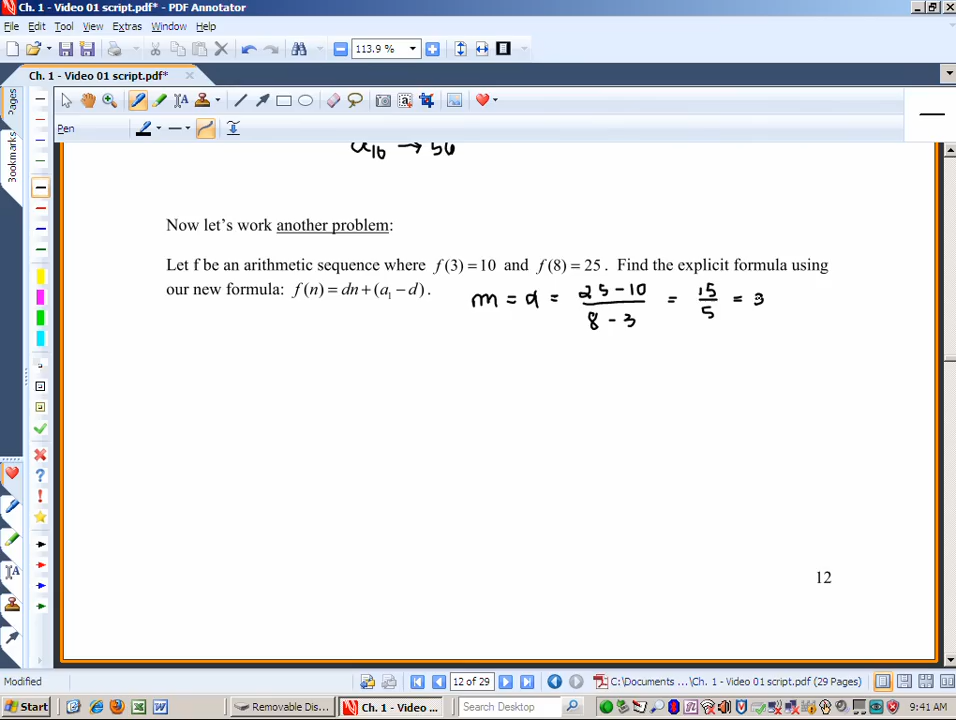 Ch. 1 - Video 01 script.pdf* - PDF Annotator
File Edit Tool View Extras Window Help
113.9 %
Ch. 1 - Video 01 script.pdf*
Pages
Bookmarks
Pen
a₁₆ → 56
Now let's work another problem:
Let f be an arithmetic sequence where f(3) = 10 and f(8) = 25. Find the explicit formula using
our new formula: f(n) = dn + (a₁ − d).
m = d = 25 − 10 / 8 − 3 = 15 / 5 = 3
12
Modified
12 of 29
C:\Documents ...\Ch. 1 - Video 01 script.pdf (29 Pages)
Start
Removable Dis...
Ch. 1 - Video ...
Search Desktop
9:41 AM